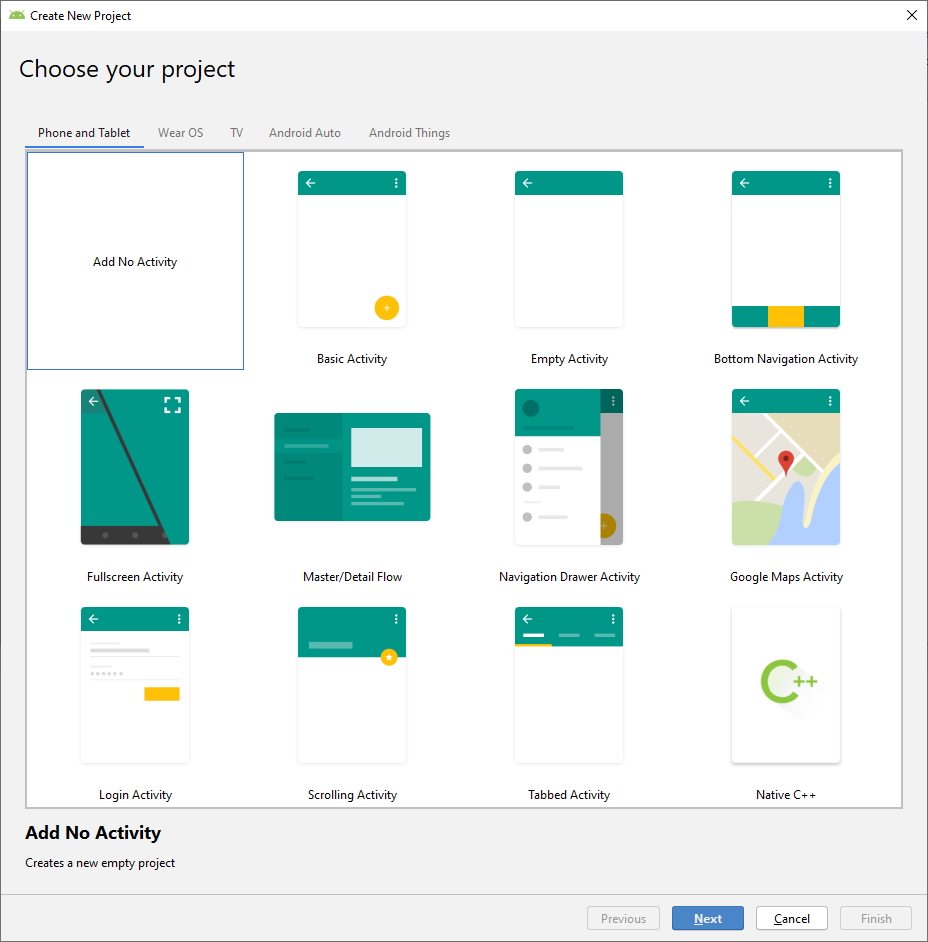 Create New Project
Choose your project
Phone and Tablet
Wear OS
TV
Android Auto
Android Things
Add No Activity
Basic Activity
Empty Activity
Bottom Navigation Activity
Fullscreen Activity
Master/Detail Flow
Navigation Drawer Activity
Google Maps Activity
C++
Login Activity
Scrolling Activity
Tabbed Activity
Native C++
Add No Activity
Creates a new empty project
Previous
Next
Cancel
Finish